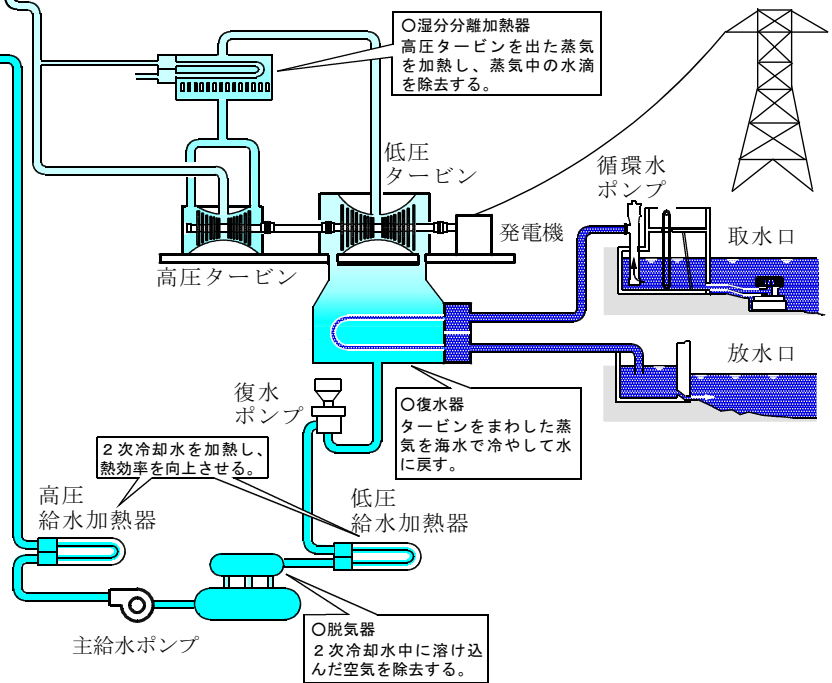 ○湿分分離加熱器
高圧タービンを出た蒸気
を加熱し、蒸気中の水滴
を除去する。
低圧
タービン
循環水
ポンプ
発電機
取水口
高圧タービン
放水口
復水
ポンプ
○復水器
タービンをまわした蒸
気を海水で冷やして水
に戻す。
２次冷却水を加熱し、
熱効率を向上させる。
高圧
給水加熱器
低圧
給水加熱器
主給水ポンプ
○脱気器
２次冷却水中に溶け込
んだ空気を除去する。